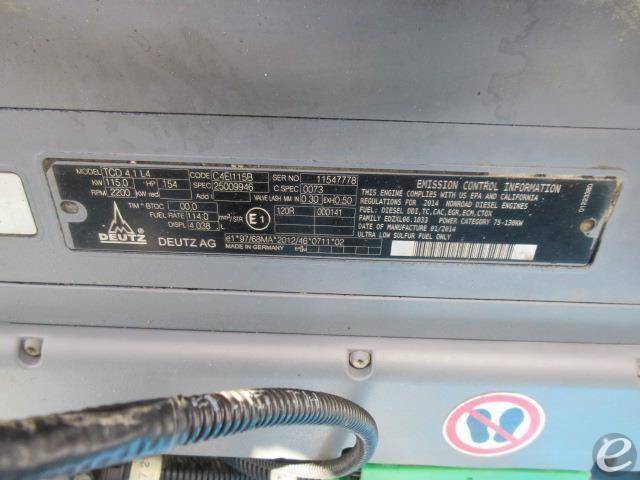 MODEL TCD 4.1 L4 CODE C4EI115B SER NO 11547778
KW 115.0 HP 154 SPEC 25009946 C.SPEC 0073
RPM 2200 KW red Add I VALVE LASH MM IN 0.30 EXH 0.50
TIM °BTDC 00.0 120R 000141
FUEL RATE 114.0 mm³/STR E1
DISPL 4.038
DEUTZ
DEUTZ AG
e1*97/68MA*2012/46*0711*02
MADE IN GERMANY
EMISSION CONTROL INFORMATION
THIS ENGINE COMPLIES WITH US EPA AND CALIFORNIA
REGULATIONS FOR 2014 NONROAD DIESEL ENGINES
FUEL: DIESEL DDI,TC,CAC,EGR,ECM,CTOX
FAMILY EDZXL06.1033 POWER CATEGORY 75-130KW
DATE OF MANUFACTURE 01/2014
ULTRA LOW SULFUR FUEL ONLY
e